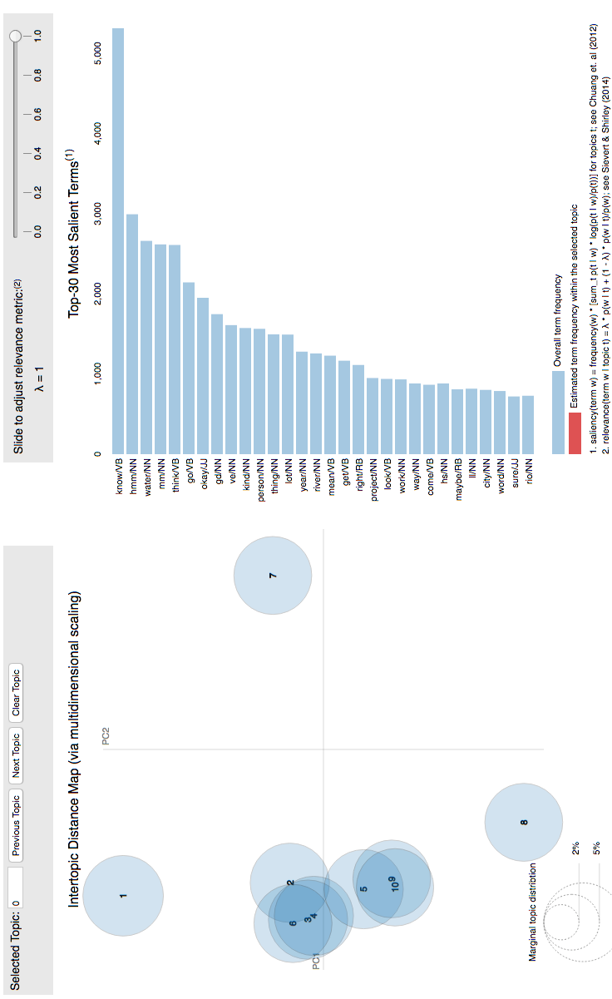 Selected Topic: 0
Previous Topic
Next Topic
Clear Topic
Slide to adjust relevance metric:(2)
λ = 1
0.0
0.2
0.4
0.6
0.8
1.0
Intertopic Distance Map (via multidimensional scaling)
PC2
PC1
1
2
3
4
5
6
7
8
9
10
Marginal topic distribtion
2%
5%
Top-30 Most Salient Terms(1)
0
1,000
2,000
3,000
4,000
5,000
know/VB
hmm/NN
water/NN
mm/NN
think/VB
go/VB
okay/JJ
gd/NN
ve/NN
kind/NN
person/NN
thing/NN
lot/NN
year/NN
river/NN
mean/VB
get/VB
right/RB
project/NN
look/VB
work/NN
way/NN
come/VB
hs/NN
maybe/RB
ll/NN
city/NN
word/NN
sure/JJ
rio/NN
Overall term frequency
Estimated term frequency within the selected topic
1. saliency(term w) = frequency(w) * [sum_t p(t | w) * log(p(t | w)/p(t))] for topics t; see Chuang et. al (2012)
2. relevance(term w | topic t) = λ * p(w | t) + (1 - λ) * p(w | t)/p(w); see Sievert & Shirley (2014)